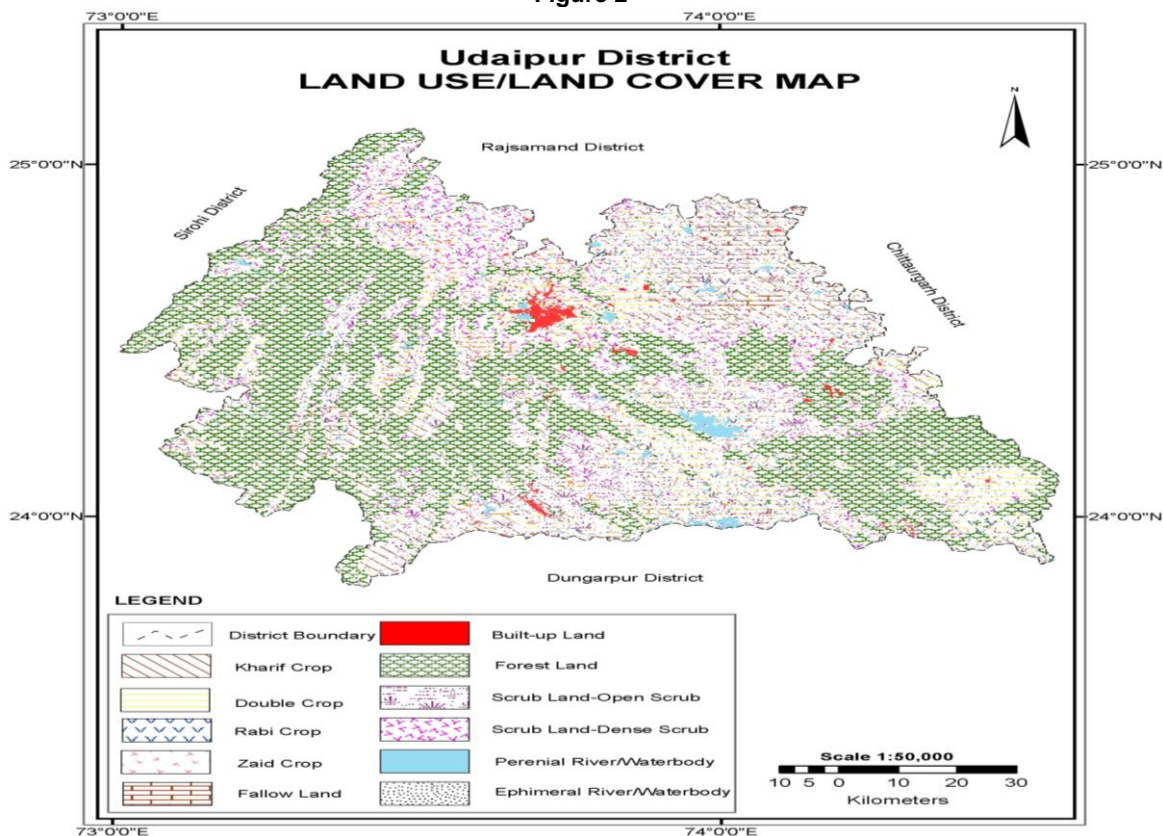 Figure 2
73°0'0"E
74°0'0"E
Udaipur District
LAND USE/LAND COVER MAP
N
Rajsamand District
25°0'0"N
25°0'0"N
Sirohi District
Chittaurgarh District
24°0'0"N
24°0'0"N
Dungarpur District
LEGEND
District Boundary
Built-up Land
Kharif Crop
Forest Land
Double Crop
Scrub Land-Open Scrub
Rabi Crop
Scrub Land-Dense Scrub
Zaid Crop
Perenial River/Waterbody
Fallow Land
Ephimeral River/Waterbody
Scale 1:50,000
10 5 0 10 20 30
Kilometers
73°0'0"E
74°0'0"E